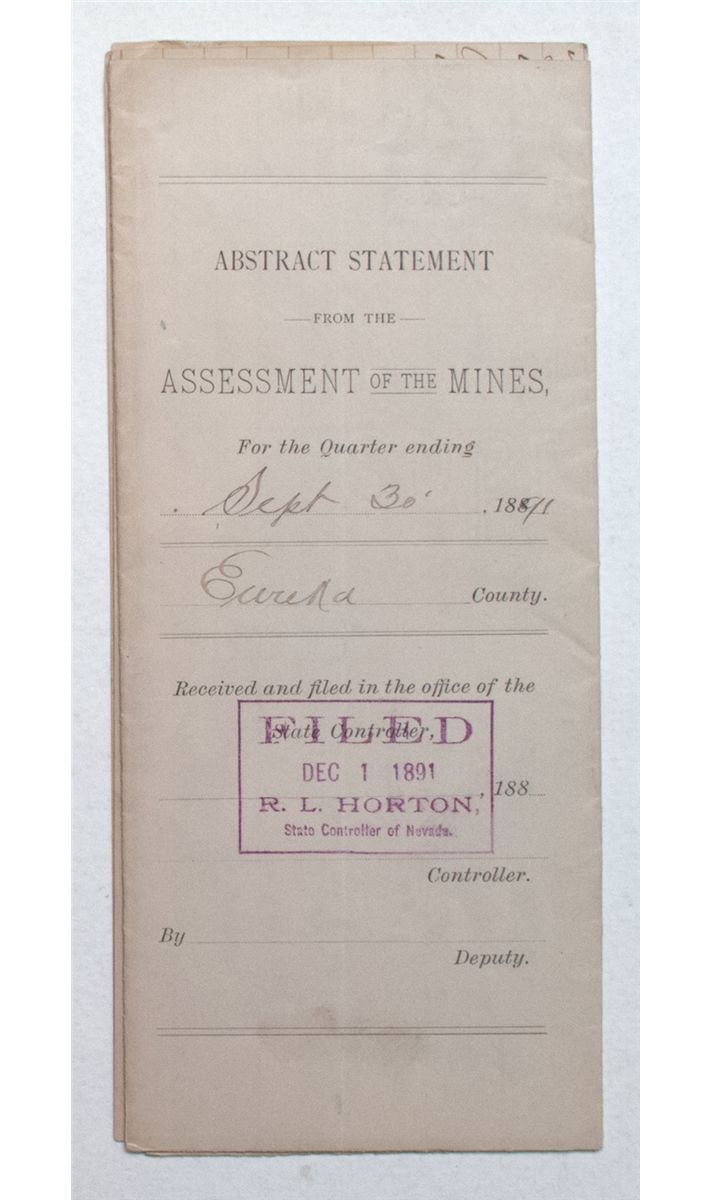 ABSTRACT STATEMENT
FROM THE
ASSESSMENT OF THE MINES,
For the Quarter ending
Sept 30 , 1891
Eureka County.
Received and filed in the office of the
State Controller,
FILED
DEC 1 1891
, 188
R. L. HORTON,
State Controller of Nevada.
Controller.
By
Deputy.